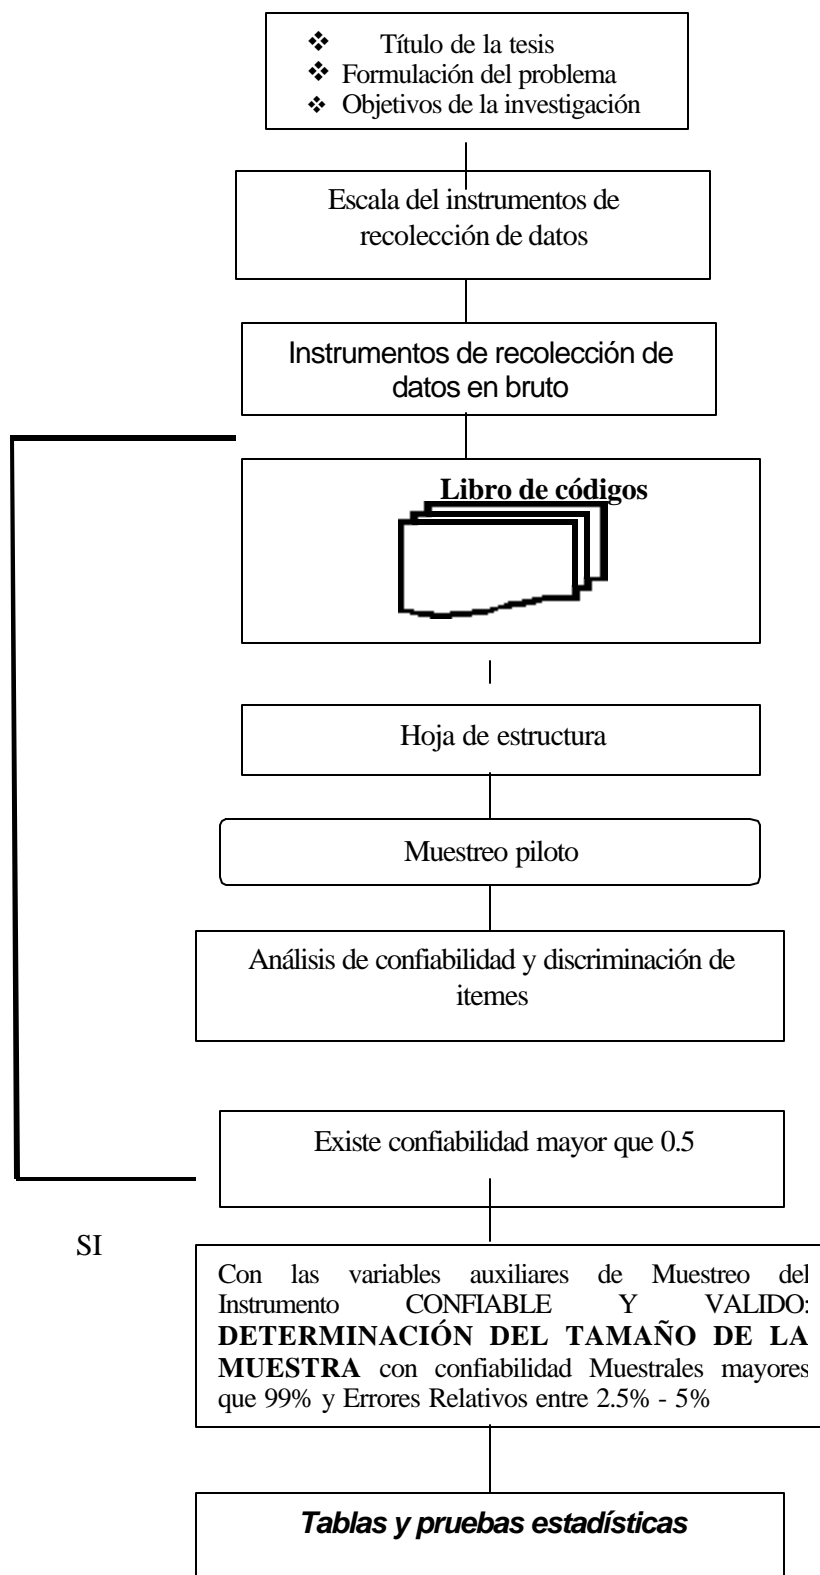 ❖ Título de la tesis
❖ Formulación del problema
❖ Objetivos de la investigación
Escala del instrumentos de
recolección de datos
Instrumentos de recolección de
datos en bruto
Libro de códigos
Hoja de estructura
Muestreo piloto
Análisis de confiabilidad y discriminación de
itemes
Existe confiabilidad mayor que 0.5
SI
Con las variables auxiliares de Muestreo del
Instrumento CONFIABLE Y VALIDO:
DETERMINACIÓN DEL TAMAÑO DE LA
MUESTRA con confiabilidad Muestrales mayores
que 99% y Errores Relativos entre 2.5% - 5%
Tablas y pruebas estadísticas